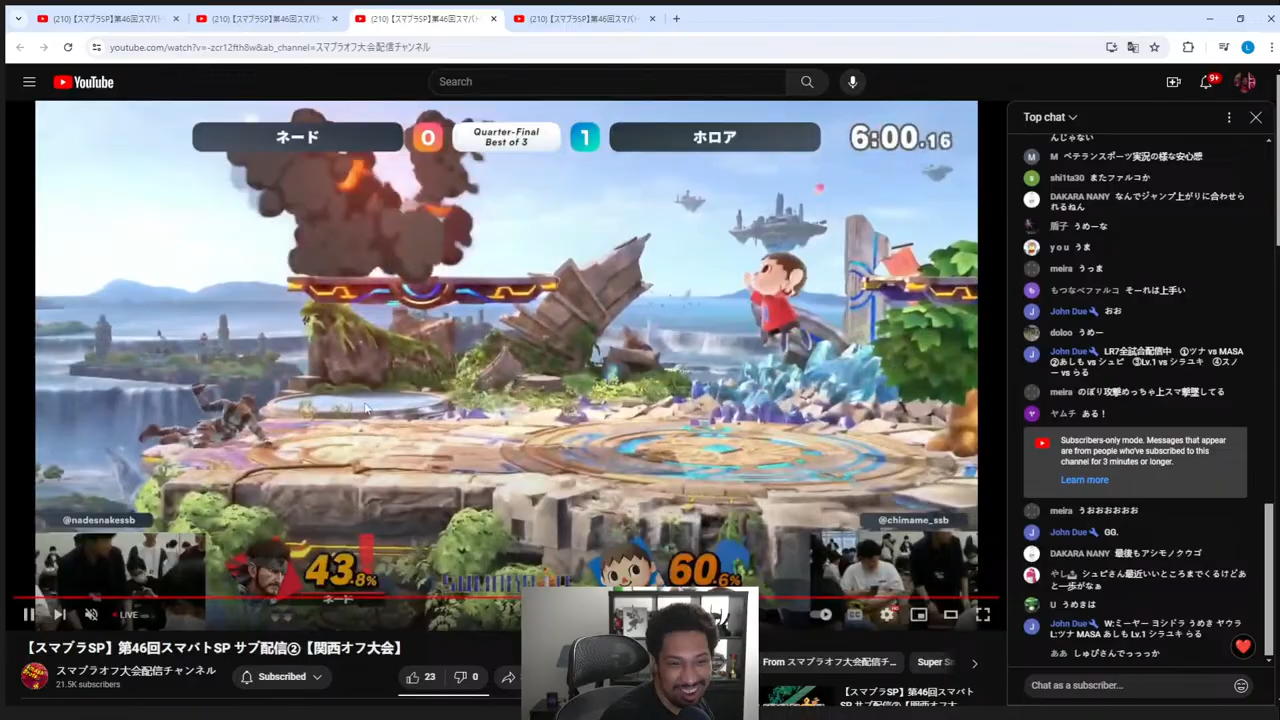 (210) 【スマブラSP】第46回スマバト
(210) 【スマブラSP】第46回スマバト
(210) 【スマブラSP】第46回スマバト
(210) 【スマブラSP】第46回スマバト
youtube.com/watch?v=-zcr12fth8w&ab_channel=スマブラオフ大会配信チャンネル
L
YouTube
Search
9+
ネード
0
Quarter-Final
Best of 3
1
ホロア
6:00.16
@nadesnakessb
@chimame_ssb
43.8%
60.6%
ネード
LIVE
【スマブラSP】第46回スマバトSP サブ配信②【関西オフ大会】
スマブラオフ大会配信チャンネル
21.5K subscribers
Subscribed
23
0
From スマブラオフ大会配信チ...
【スマブラSP】第46回スマバト
Top chat
んじゃない
M ベテランスポーツ実況の様な安心感
shi1ta30 またファルコか
DAKARA NANY なんでジャンプ上がりに合わせら
れるねん
盾子 うめーな
y o u うま
meira うっま
もつなべファルコ そーれは上手い
John Due おお
doloo うめー
John Due LR7全試合配信中 ①ツナ vs MASA
②あしも vs シュピ ③Lv.1 vs シラユキ ④スノ
ー vs らる
meira のぼり攻撃めっちゃ上スマ撃墜してる
ヤムチ ある！
Subscribers-only mode. Messages that appear
are from people who've subscribed to this
channel for 3 minutes or longer.
Learn more
meira うおおおおおお
John Due GG.
DAKARA NANY 最後もアシモノクウゴ
シュピさん最近いいところまでくるけどあ
と一歩がなぁ
U うめきは
John Due W:ミーヤー ヨシドラ うめき ヤウラ
L:ツナ MASA あしも Lv.1 シラユキ らる
ああ しゅぴさんでっっっか
Chat as a subscriber...